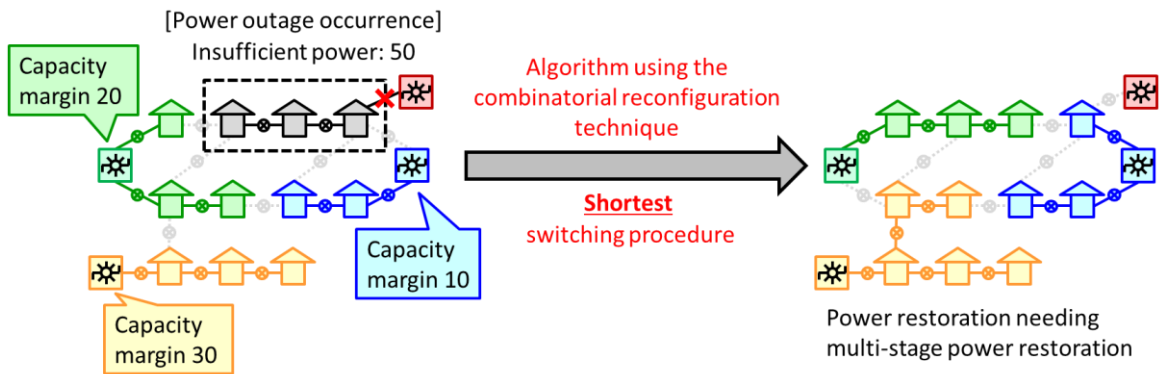 [Power outage occurrence]
Insufficient power: 50
Capacity
margin 20
Capacity
margin 10
Capacity
margin 30
Algorithm using the
combinatorial reconfiguration
technique
Shortest
switching procedure
Power restoration needing
multi-stage power restoration